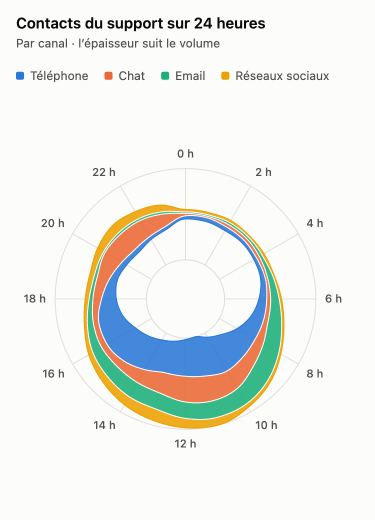 Contacts du support sur 24 heures
Par canal · l’épaisseur suit le volume
Téléphone Chat Email Réseaux sociaux
0 h
22 h 2 h
20 h 4 h
18 h 6 h
16 h 8 h
14 h 10 h
12 h